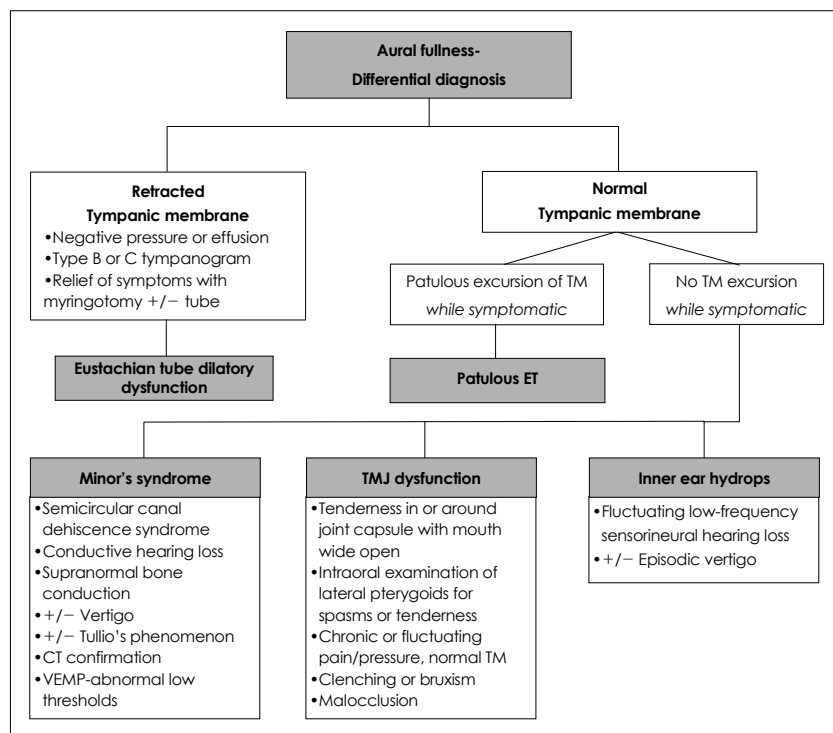 Aural fullness-
Differential diagnosis
Retracted
Tympanic membrane
•Negative pressure or effusion
•Type B or C tympanogram
•Relief of symptoms with
myringotomy +/− tube
Normal
Tympanic membrane
Patulous excursion of TM
while symptomatic
No TM excursion
while symptomatic
Eustachian tube dilatory
dysfunction
Patulous ET
Minor's syndrome
•Semicircular canal
dehiscence syndrome
•Conductive hearing loss
•Supranormal bone
conduction
•+/− Vertigo
•+/− Tullio's phenomenon
•CT confirmation
•VEMP-abnormal low
thresholds
TMJ dysfunction
•Tenderness in or around
joint capsule with mouth
wide open
•Intraoral examination of
lateral pterygoids for
spasms or tenderness
•Chronic or fluctuating
pain/pressure, normal TM
•Clenching or bruxism
•Malocclusion
Inner ear hydrops
•Fluctuating low-frequency
sensorineural hearing loss
•+/− Episodic vertigo